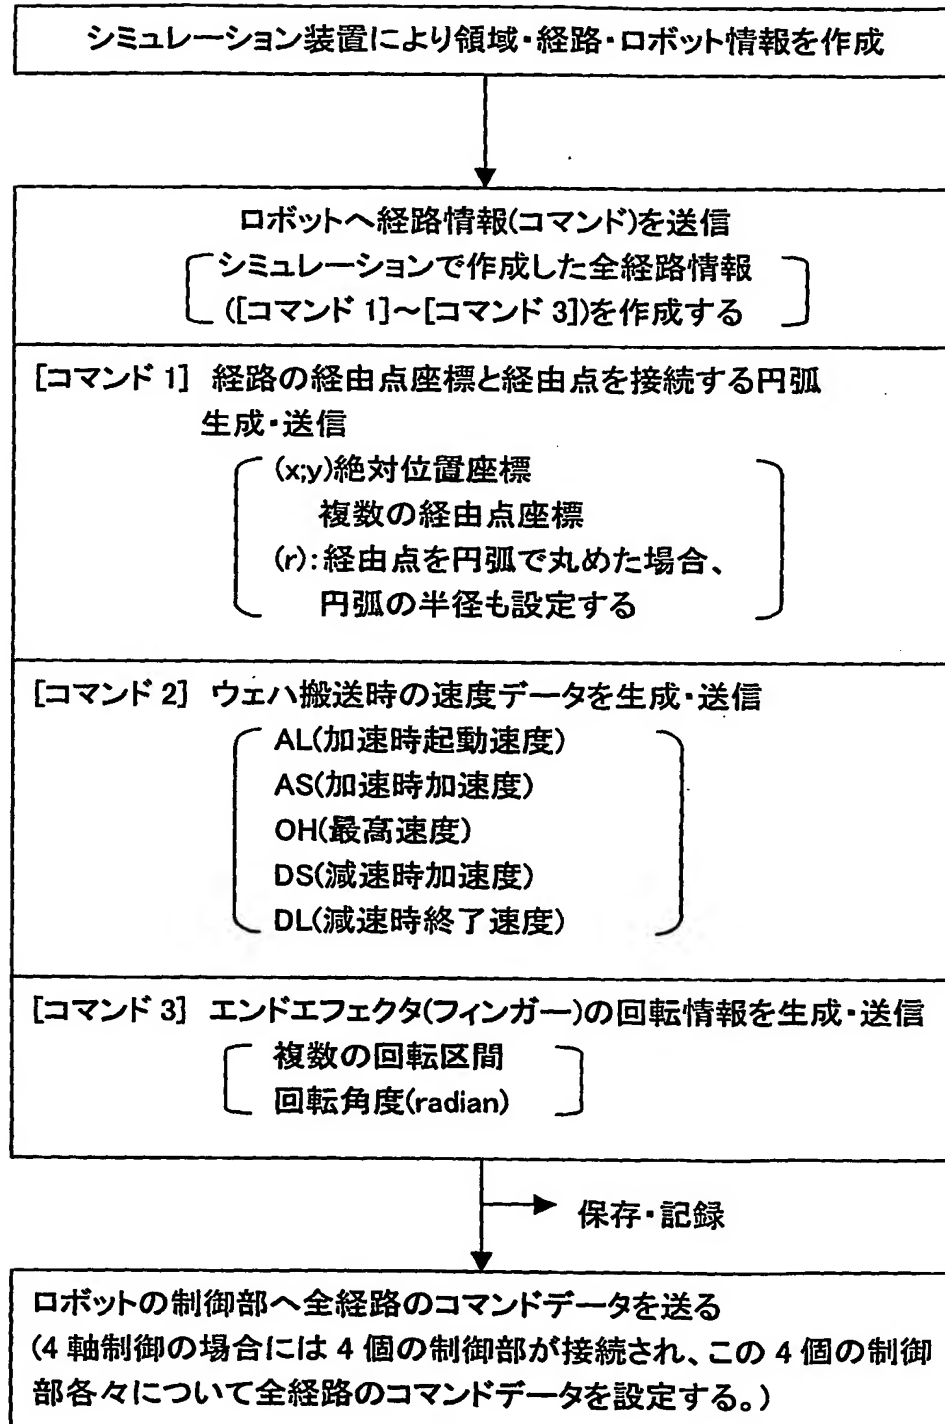 シミュレーション装置により領域・経路・ロボット情報を作成
ロボットへ経路情報(コマンド)を送信
シミュレーションで作成した全経路情報
([コマンド 1]～[コマンド 3])を作成する
[コマンド 1] 経路の経由点座標と経由点を接続する円弧
生成・送信
(x;y)絶対位置座標
複数の経由点座標
(r):経由点を円弧で丸めた場合、
円弧の半径も設定する
[コマンド 2] ウェハ搬送時の速度データを生成・送信
AL(加速時起動速度)
AS(加速時加速度)
OH(最高速度)
DS(減速時加速度)
DL(減速時終了速度)
[コマンド 3] エンドエフェクタ(フィンガー)の回転情報を生成・送信
複数の回転区間
回転角度(radian)
保存・記録
ロボットの制御部へ全経路のコマンドデータを送る
(4 軸制御の場合には 4 個の制御部が接続され、この 4 個の制御
部各々について全経路のコマンドデータを設定する。)